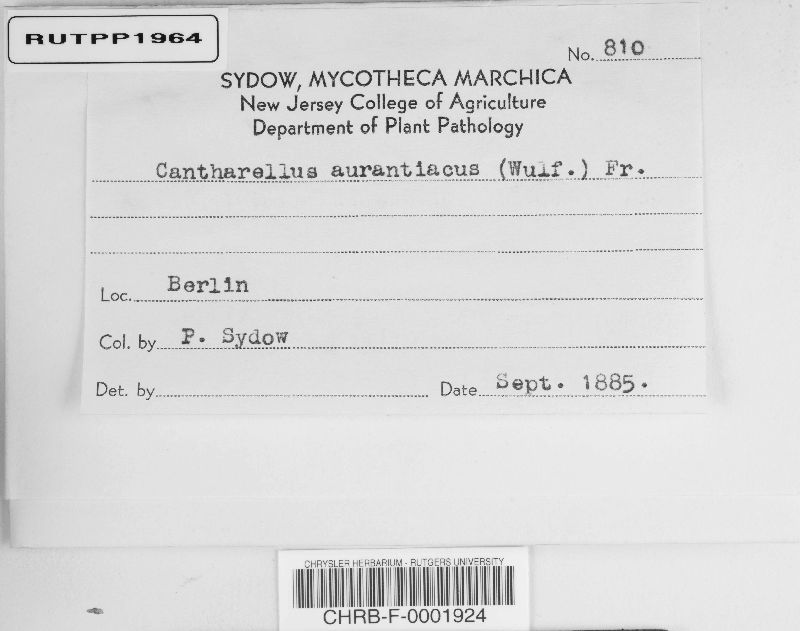 RUTPP1964
No. 810
SYDOW, MYCOTHECA MARCHICA
New Jersey College of Agriculture
Department of Plant Pathology
Cantharellus aurantiacus (Wulf.) Fr.
Loc. Berlin
Col. by P. Sydow
Det. by Date Sept. 1885.
CHRYSLER HERBARIUM - RUTGERS UNIVERSITY
CHRB-F-0001924